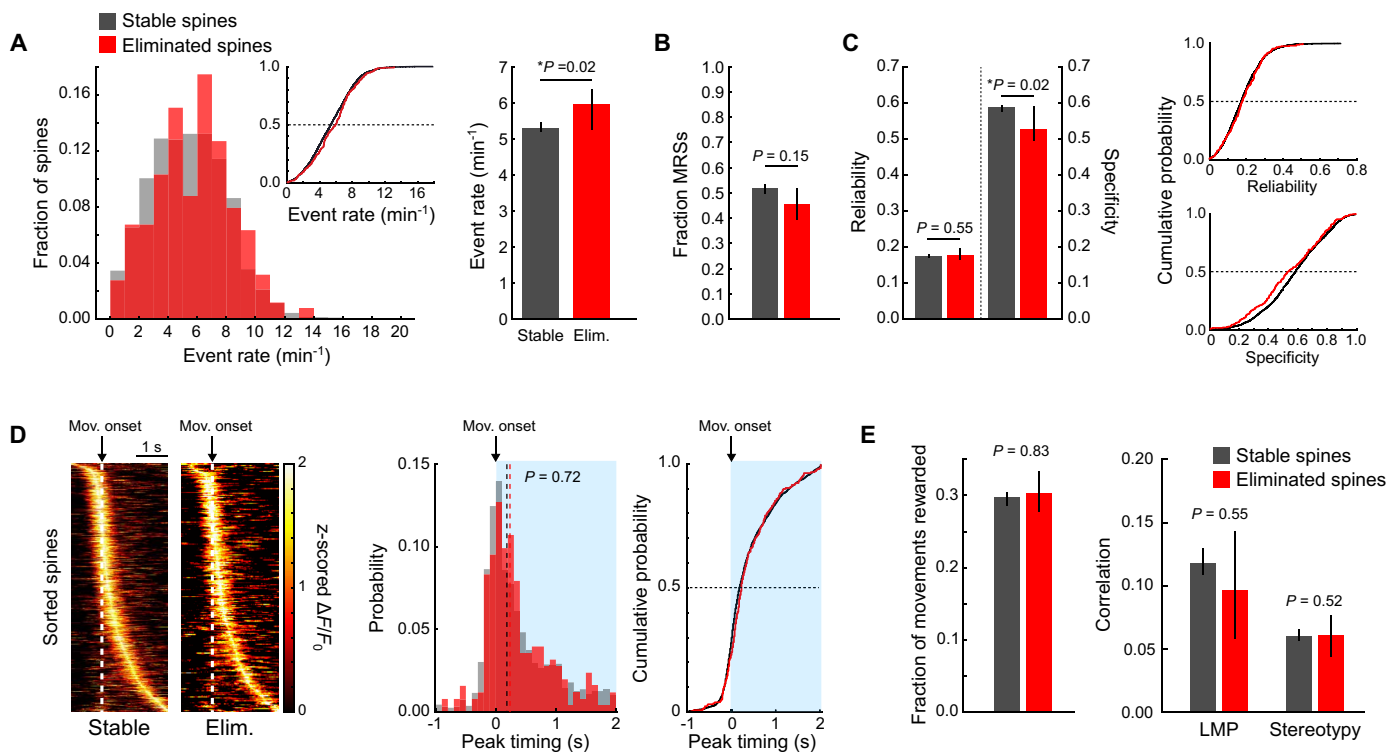 Stable spines
Eliminated spines
A
Fraction of spines
0.16
0.12
0.08
0.04
0.00
0 2 4 6 8 10 12 14 16 18 20
Event rate (min-1)
1.0
0.5
0.0
0 4 8 12 16
Event rate (min-1)
Event rate (min-1)
7
6
5
4
3
2
1
0
*P =0.02
Stable Elim.
B
Fraction MRSs
1.0
0.9
0.8
0.7
0.6
0.5
0.4
0.3
0.2
0.1
0.0
P = 0.15
C
Reliability
0.7
0.6
0.5
0.4
0.3
0.2
0.1
0.0
P = 0.55
*P = 0.02
0.7
0.6
0.5
0.4
0.3
0.2
0.1
0.0
Specificity
Cumulative probability
1.0
0.5
0.0
0 0.2 0.4 0.6 0.8
Reliability
1.0
0.5
0.0
0 0.2 0.4 0.6 0.8 1.0
Specificity
D
Mov. onset
Mov. onset
1 s
Sorted spines
Stable
Elim.
2
1
0
z-scored ΔF/F0
Mov. onset
P = 0.72
Probability
0.15
0.10
0.05
0.00
-1 0 1 2
Peak timing (s)
Mov. onset
Cumulative probability
1.0
0.5
0
-1 0 1 2
Peak timing (s)
E
Fraction of movements rewarded
0.3
0.2
0.1
0.0
P = 0.83
Stable spines
Eliminated spines
Correlation
0.20
0.15
0.10
0.05
0.00
P = 0.55
P = 0.52
LMP
Stereotypy